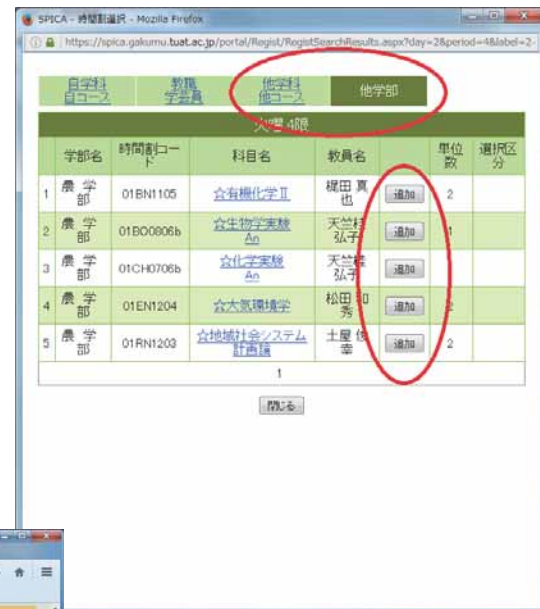 SPICA - 時間割選択 - Mozilla Firefox
https://spica.gakumu.tuat.ac.jp/portal/Regist/RegistSearchResults.aspx?day=2&period=4&label=2-
自学科
自コース
教職
学芸員
他学科
他コース
他学部
火曜 4限
学部名 時間割コード 科目名 教員名 単位数 選択区分
1 農学部 01BN1105 ☆有機化学Ⅱ 梶田 真也 追加 2
2 農学部 01BO0806b ☆生物学実験An 天竺桂 弘子 追加 1
3 農学部 01CH0706b ☆化学実験An 天竺桂 弘子 追加
4 農学部 01EN1204 ☆大気環境学 松田 和秀 追加 2
5 農学部 01RN1203 ☆地域社会システム計画論 土屋 俊幸 追加 2
1
閉じる